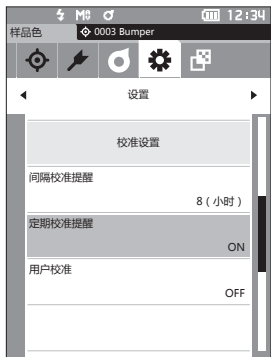 M0 12:34
样品色 0003 Bumper
设置
校准设置
间隔校准提醒
8 ( 小时 )
定期校准提醒
ON
用户校准
OFF